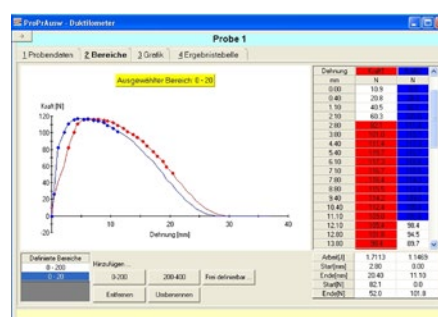 ProPrAusw - Duktilometer
Probe 1
1 Probendaten 2 Bereiche 3 Grafik 4 Ergebnistabelle
Ausgewählter Bereich: 0 - 20
Kraft [N]
120
100
80
60
40
20
0
-20
0 10 20 30 40
Dehnung [mm]
Dehnung
mm N N
0.00 10.9
0.40 20.8
1.10 40.5
2.10 60.3
2.80
3.80
4.40
5.40
6.10
7.10
7.80
8.80
9.40
10.40
11.10
12.10 98.4
12.80 94.5
13.80 89.7
Arbeit[J] 1.7113 1.1469
Start[mm] 2.80 0.00
Ende[mm] 20.40 11.10
Start[N] 82.1 0.0
Ende[N] 52.0 101.8
Definierte Bereiche
0 - 200
0 - 20
Hinzufügen...
0-200 200-400 Frei definierbar ...
Entfernen Umbenennen